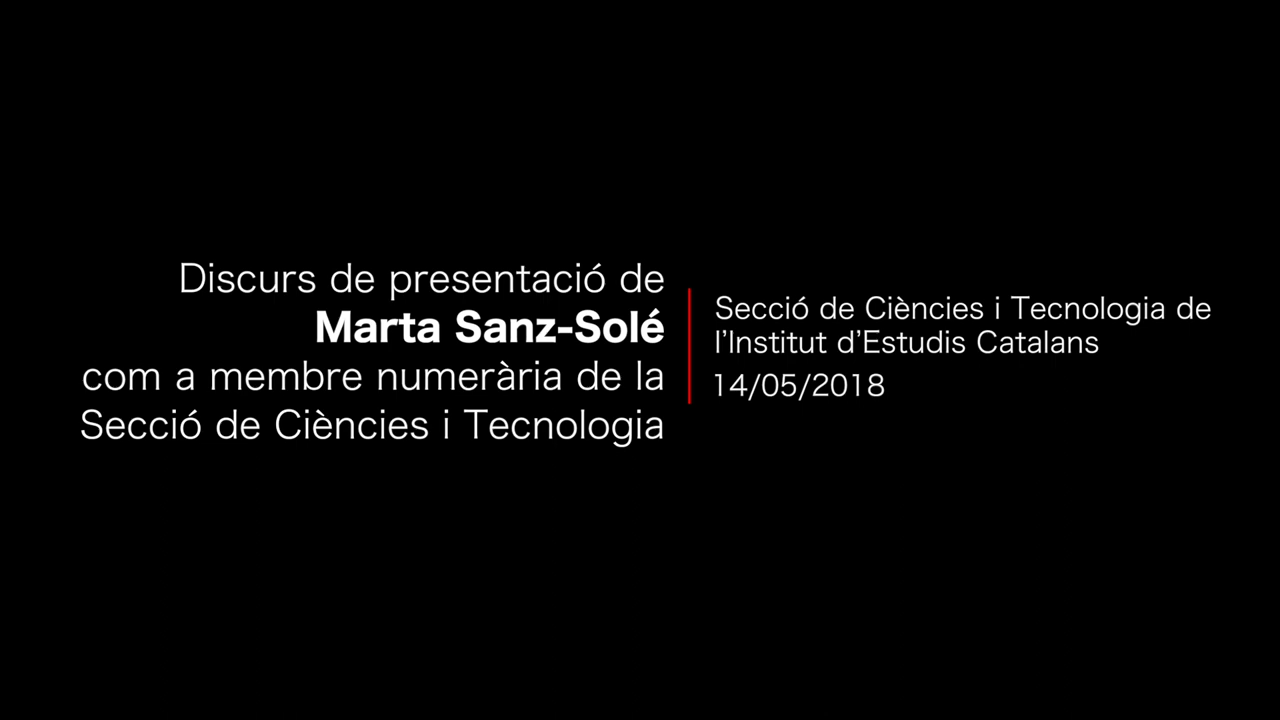 Discurs de presentació de
Marta Sanz-Solé
com a membre numerària de la
Secció de Ciències i Tecnologia
Secció de Ciències i Tecnologia de
l’Institut d’Estudis Catalans
14/05/2018